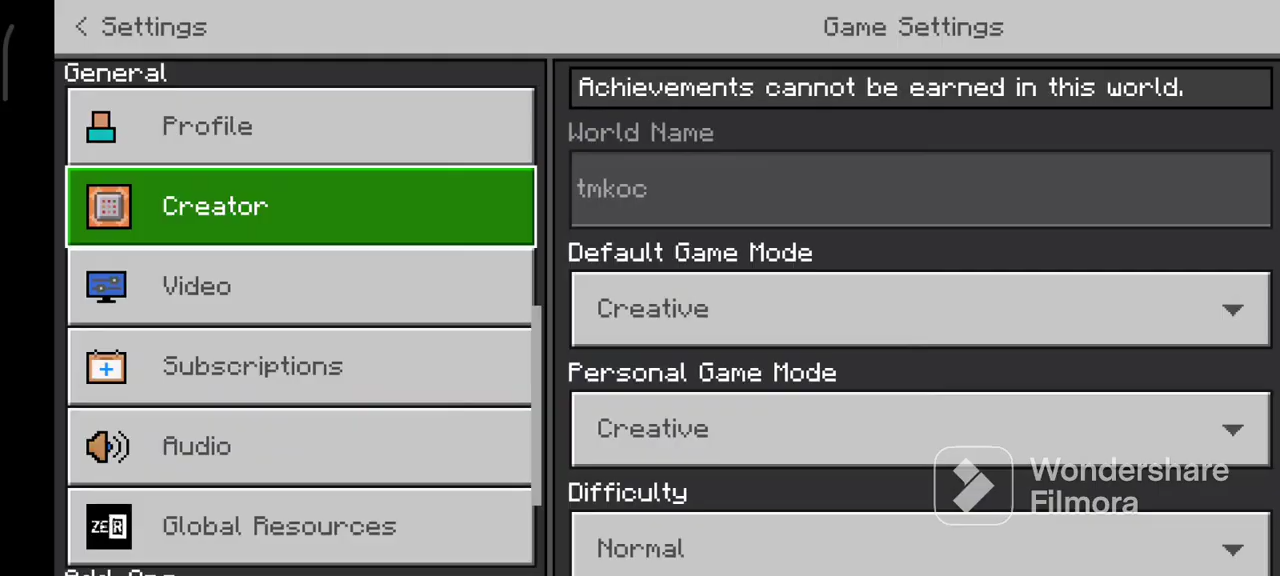 Settings
Game Settings
General
Profile
Creator
Video
Subscriptions
Audio
ZER
Global Resources
Achievements cannot be earned in this world.
World Name
tmkoc
Default Game Mode
Creative
Personal Game Mode
Creative
Difficulty
Normal
Wondershare
Filmora